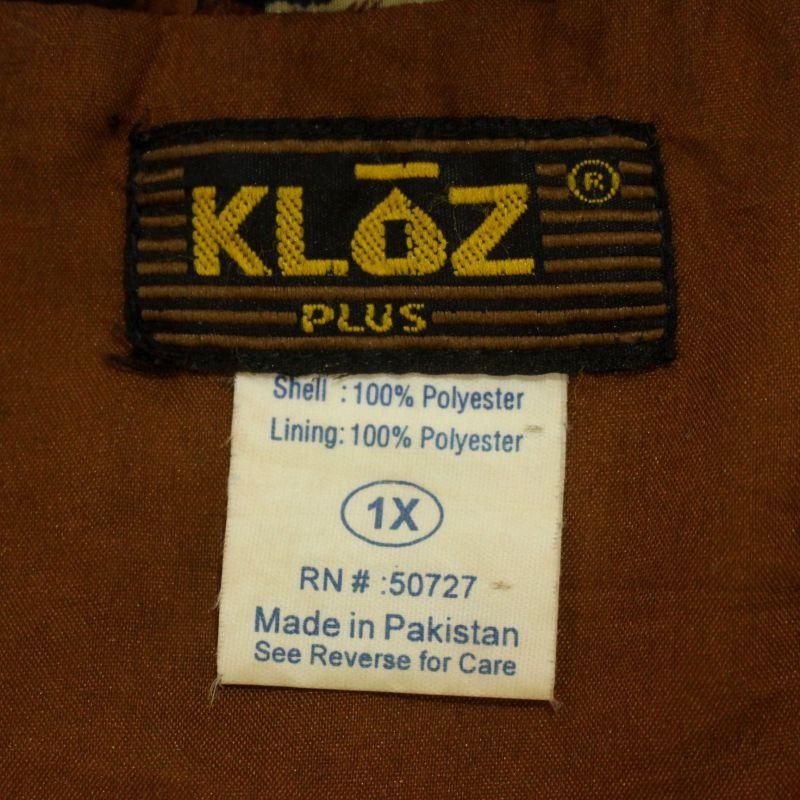 KLŌZ ®
PLUS
Shell : 100% Polyester
Lining: 100% Polyester
1X
RN # :50727
Made in Pakistan
See Reverse for Care